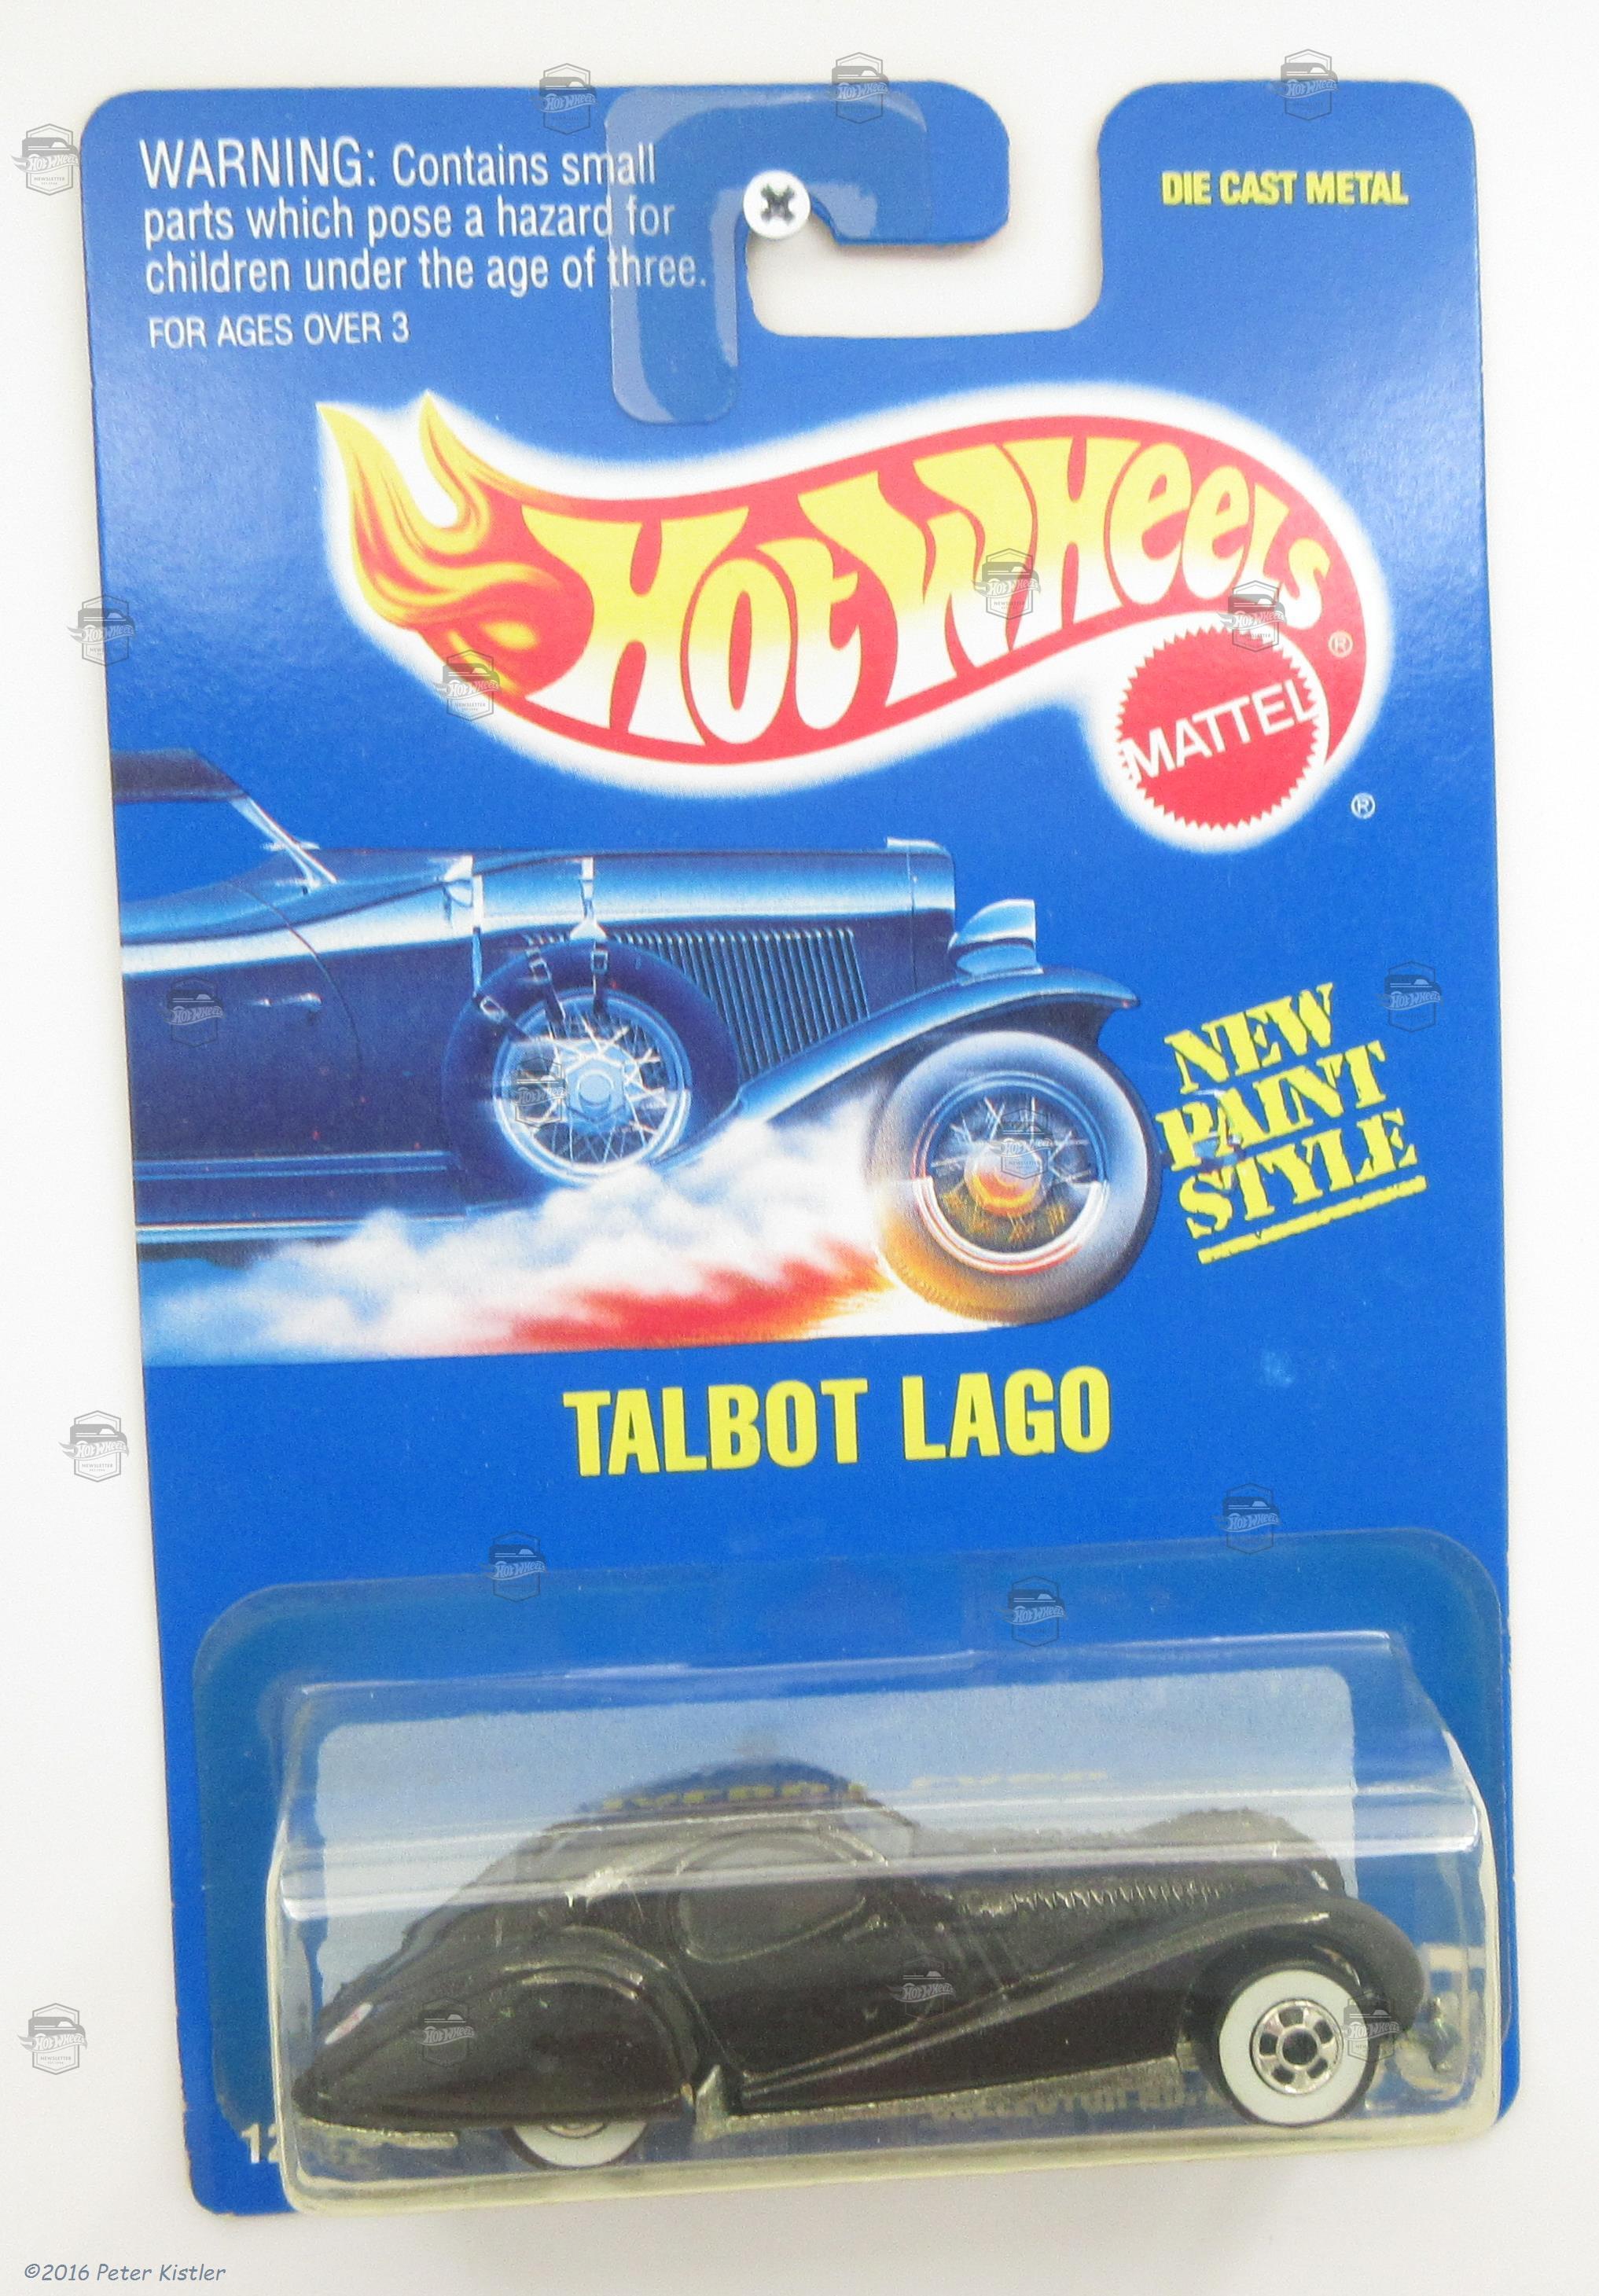 WARNING: Contains small
parts which pose a hazard for
children under the age of three.
FOR AGES OVER 3
DIE CAST METAL
HOT WHEELS
®
MATTEL
®
NEW
PAINT
STYLE
TALBOT LAGO
©2016 Peter Kistler